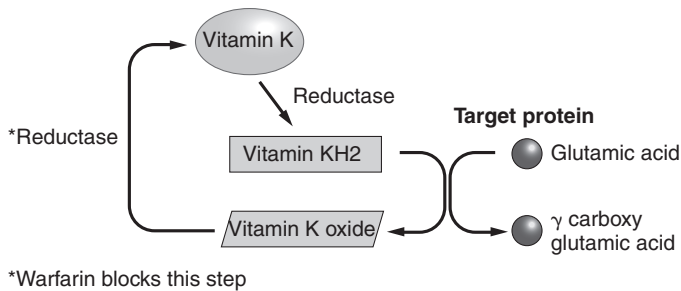 Vitamin K
Reductase
Target protein
*Reductase
Vitamin KH2
Glutamic acid
Vitamin K oxide
γ carboxy
glutamic acid
*Warfarin blocks this step